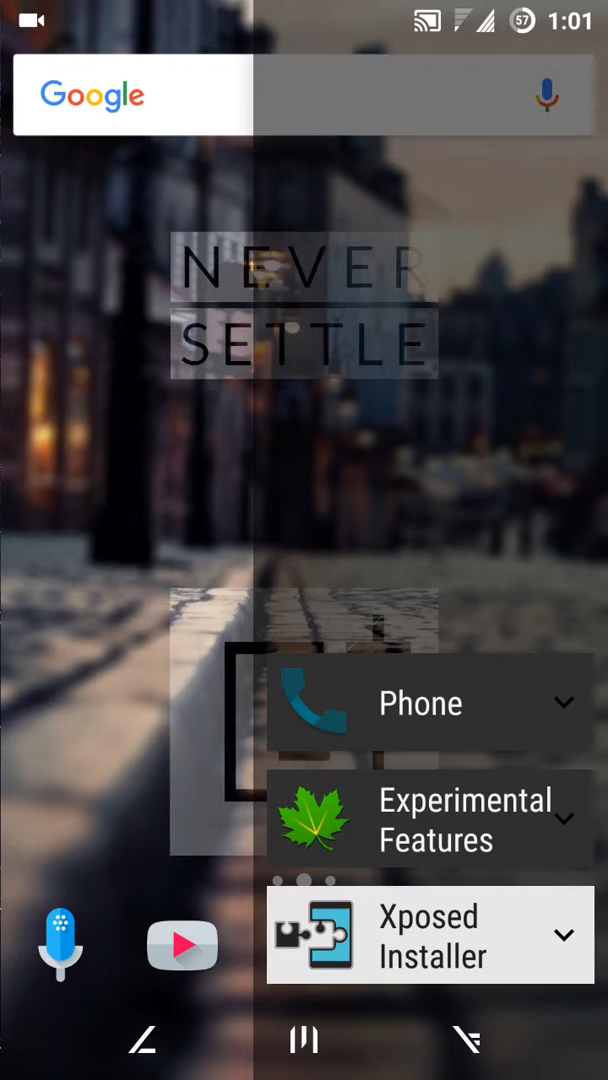 57 1:01
Google
NEVER
SETTLE
Phone
Experimental
Features
Xposed
Installer